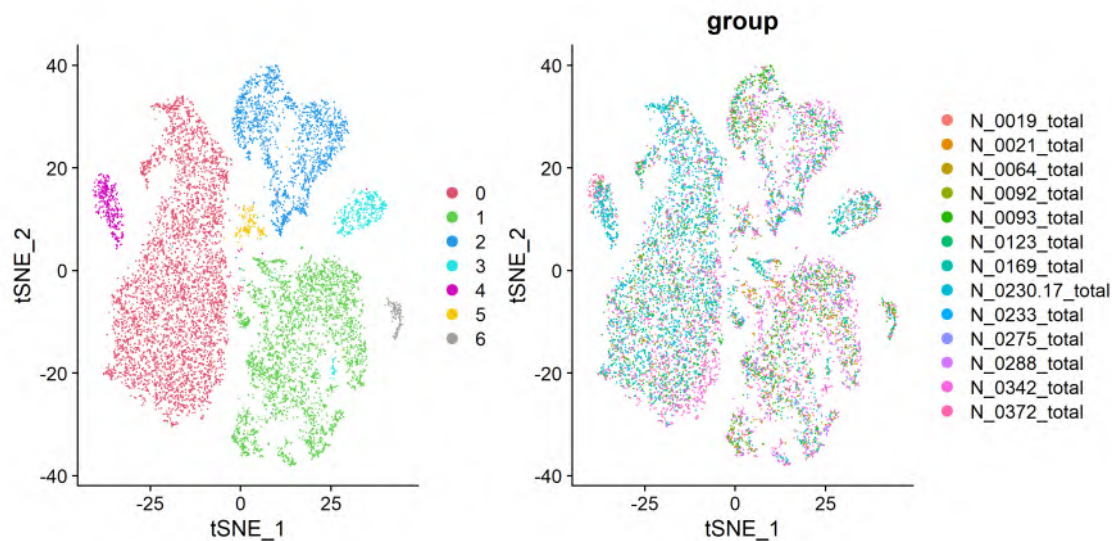 group
40
20
0
-20
-40
tSNE_2
-25
0
25
tSNE_1
0
1
2
3
4
5
6
40
20
0
-20
-40
tSNE_2
-25
0
25
tSNE_1
N_0019_total
N_0021_total
N_0064_total
N_0092_total
N_0093_total
N_0123_total
N_0169_total
N_0230.17_total
N_0233_total
N_0275_total
N_0288_total
N_0342_total
N_0372_total